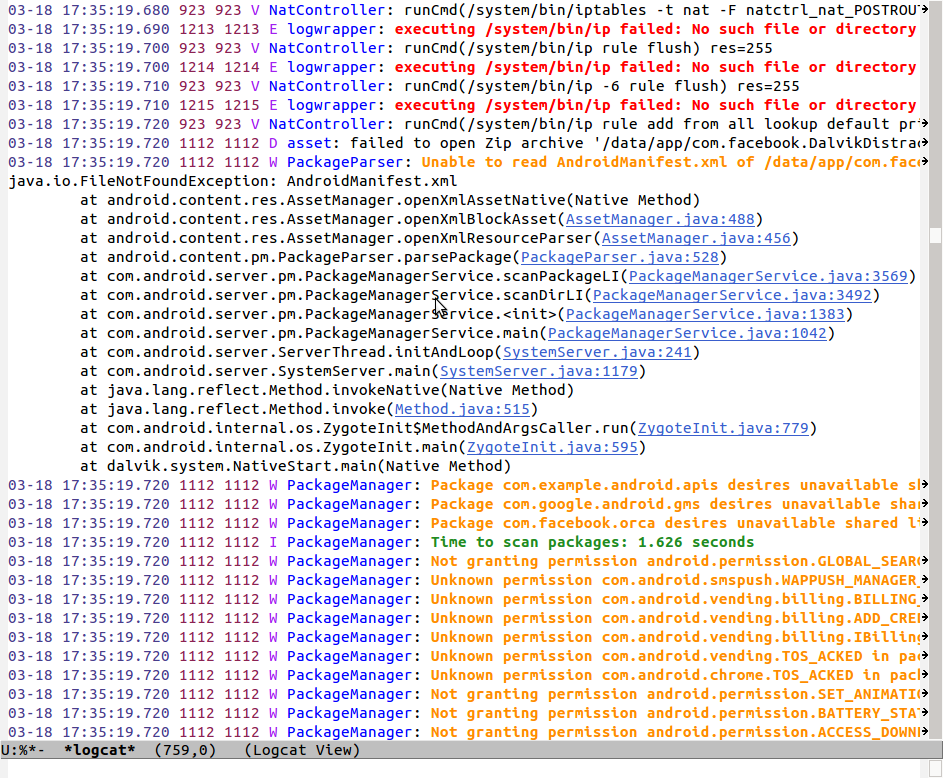 03-18 17:35:19.680 923 923 V NatController: runCmd(/system/bin/iptables -t nat -F natctrl_nat_POSTROU
03-18 17:35:19.690 1213 1213 E logwrapper: executing /system/bin/ip failed: No such file or directory
03-18 17:35:19.700 923 923 V NatController: runCmd(/system/bin/ip rule flush) res=255
03-18 17:35:19.700 1214 1214 E logwrapper: executing /system/bin/ip failed: No such file or directory
03-18 17:35:19.710 923 923 V NatController: runCmd(/system/bin/ip -6 rule flush) res=255
03-18 17:35:19.710 1215 1215 E logwrapper: executing /system/bin/ip failed: No such file or directory
03-18 17:35:19.720 923 923 V NatController: runCmd(/system/bin/ip rule add from all lookup default pr
03-18 17:35:19.720 1112 1112 D asset: failed to open Zip archive '/data/app/com.facebook.DalvikDistrac
03-18 17:35:19.720 1112 1112 W PackageParser: Unable to read AndroidManifest.xml of /data/app/com.face
java.io.FileNotFoundException: AndroidManifest.xml
at android.content.res.AssetManager.openXmlAssetNative(Native Method)
at android.content.res.AssetManager.openXmlBlockAsset(AssetManager.java:488)
at android.content.res.AssetManager.openXmlResourceParser(AssetManager.java:456)
at android.content.pm.PackageParser.parsePackage(PackageParser.java:528)
at com.android.server.pm.PackageManagerService.scanPackageLI(PackageManagerService.java:3569)
at com.android.server.pm.PackageManagerService.scanDirLI(PackageManagerService.java:3492)
at com.android.server.pm.PackageManagerService.<init>(PackageManagerService.java:1383)
at com.android.server.pm.PackageManagerService.main(PackageManagerService.java:1042)
at com.android.server.ServerThread.initAndLoop(SystemServer.java:241)
at com.android.server.SystemServer.main(SystemServer.java:1179)
at java.lang.reflect.Method.invokeNative(Native Method)
at java.lang.reflect.Method.invoke(Method.java:515)
at com.android.internal.os.ZygoteInit$MethodAndArgsCaller.run(ZygoteInit.java:779)
at com.android.internal.os.ZygoteInit.main(ZygoteInit.java:595)
at dalvik.system.NativeStart.main(Native Method)
03-18 17:35:19.720 1112 1112 W PackageManager: Package com.example.android.apis desires unavailable s
03-18 17:35:19.720 1112 1112 W PackageManager: Package com.google.android.gms desires unavailable shar
03-18 17:35:19.720 1112 1112 W PackageManager: Package com.facebook.orca desires unavailable shared l
03-18 17:35:19.720 1112 1112 I PackageManager: Time to scan packages: 1.626 seconds
03-18 17:35:19.720 1112 1112 W PackageManager: Not granting permission android.permission.GLOBAL_SEAR
03-18 17:35:19.720 1112 1112 W PackageManager: Unknown permission com.android.smspush.WAPPUSH_MANAGER_
03-18 17:35:19.720 1112 1112 W PackageManager: Unknown permission com.android.vending.billing.BILLING_
03-18 17:35:19.720 1112 1112 W PackageManager: Unknown permission com.android.vending.billing.ADD_CRE
03-18 17:35:19.720 1112 1112 W PackageManager: Unknown permission com.android.vending.billing.IBilling
03-18 17:35:19.720 1112 1112 W PackageManager: Unknown permission com.android.vending.TOS_ACKED in pac
03-18 17:35:19.720 1112 1112 W PackageManager: Unknown permission com.android.chrome.TOS_ACKED in pack
03-18 17:35:19.720 1112 1112 W PackageManager: Not granting permission android.permission.SET_ANIMATI
03-18 17:35:19.720 1112 1112 W PackageManager: Not granting permission android.permission.BATTERY_STA
03-18 17:35:19.720 1112 1112 W PackageManager: Not granting permission android.permission.ACCESS_DOWN
U:%*- *logcat* (759,0) (Logcat View)